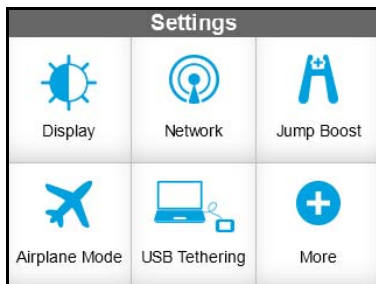 Settings
Display
Network
Jump Boost
Airplane Mode
USB Tethering
More